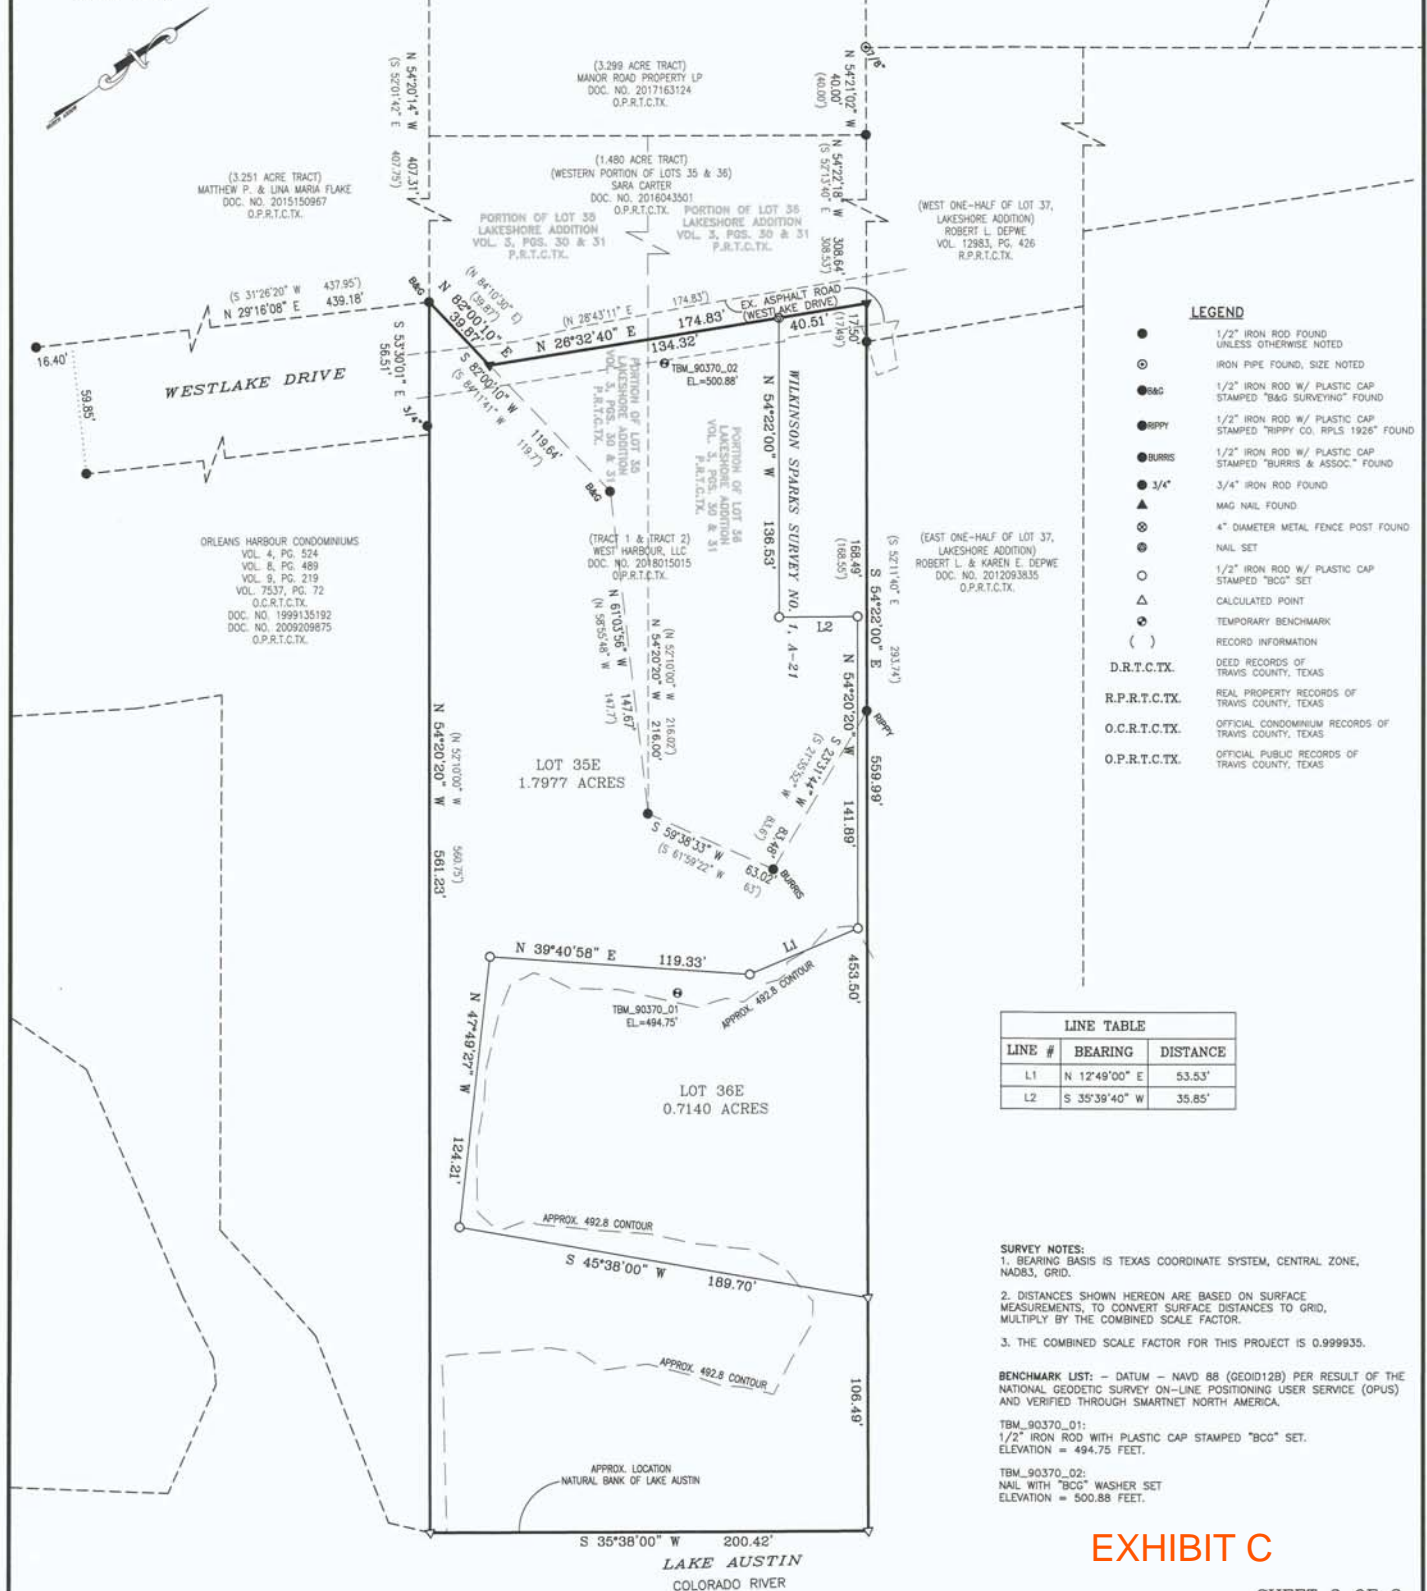 N 54°20'14" W 407.31'
(S 52°01'42" E 407.75')
(3.299 ACRE TRACT)
MANOR ROAD PROPERTY LP
DOC. NO. 2017163124
O.P.R.T.C.TX.
7/8"
N 54°21'02" W
40.00'
(40.00')
(3.251 ACRE TRACT)
MATTHEW P. & LINA MARIA FLAKE
DOC. NO. 2015150967
O.P.R.T.C.TX.
(1.480 ACRE TRACT)
(WESTERN PORTION OF LOTS 35 & 36)
SARA CARTER
DOC. NO. 2016043501
O.P.R.T.C.TX.
N 54°22'18" W 308.64'
(S 52°13'40" E 308.53')
PORTION OF LOT 35
LAKESHORE ADDITION
VOL. 3, PGS. 30 & 31
P.R.T.C.TX.
PORTION OF LOT 36
LAKESHORE ADDITION
VOL. 3, PGS. 30 & 31
P.R.T.C.TX.
(WEST ONE-HALF OF LOT 37,
LAKESHORE ADDITION)
ROBERT L. DEPWE
VOL. 12983, PG. 426
R.P.R.T.C.TX.
(S 31°26'20" W 437.95')
N 29°16'08" E 439.18'
B&G
(N 84°10'30" E)
(39.87')
N 82°00'10" E
39.87'
(N 28°43'11" E 174.83')
N 26°32'40" E 174.83'
134.32'
EX. ASPHALT ROAD
(WESTLAKE DRIVE)
40.51'
17.50'
(17.49')
16.40'
59.85'
WESTLAKE DRIVE
S 53°30'01" E
56.51'
3/4"
S 82°00'10" W 119.64'
(S 84°11'41" W 119.7')
B&G
TBM_90370_02
EL.=500.88'
PORTION OF LOT 35
LAKESHORE ADDITION
VOL. 3, PGS. 30 & 31
P.R.T.C.TX.
PORTION OF LOT 36
LAKESHORE ADDITION
VOL. 3, PGS. 30 & 31
P.R.T.C.TX.
N 54°22'00" W 136.53'
WILKINSON SPARKS SURVEY NO. 1, A-21
LEGEND
1/2" IRON ROD FOUND
UNLESS OTHERWISE NOTED
IRON PIPE FOUND, SIZE NOTED
B&G 1/2" IRON ROD W/ PLASTIC CAP
STAMPED "B&G SURVEYING" FOUND
RIPPY 1/2" IRON ROD W/ PLASTIC CAP
STAMPED "RIPPY CO. RPLS 1926" FOUND
BURRIS 1/2" IRON ROD W/ PLASTIC CAP
STAMPED "BURRIS & ASSOC." FOUND
3/4" 3/4" IRON ROD FOUND
MAG NAIL FOUND
4" DIAMETER METAL FENCE POST FOUND
NAIL SET
1/2" IRON ROD W/ PLASTIC CAP
STAMPED "BCG" SET
CALCULATED POINT
TEMPORARY BENCHMARK
( ) RECORD INFORMATION
D.R.T.C.TX. DEED RECORDS OF
TRAVIS COUNTY, TEXAS
R.P.R.T.C.TX. REAL PROPERTY RECORDS OF
TRAVIS COUNTY, TEXAS
O.C.R.T.C.TX. OFFICIAL CONDOMINIUM RECORDS OF
TRAVIS COUNTY, TEXAS
O.P.R.T.C.TX. OFFICIAL PUBLIC RECORDS OF
TRAVIS COUNTY, TEXAS
ORLEANS HARBOUR CONDOMINIUMS
VOL. 4, PG. 524
VOL. 8, PG. 489
VOL. 9, PG. 219
VOL. 7537, PG. 72
O.C.R.T.C.TX.
DOC. NO. 1999135192
DOC. NO. 2009209875
O.P.R.T.C.TX.
(TRACT 1 & TRACT 2)
WEST HARBOUR, LLC
DOC. NO. 2018015015
O.P.R.T.C.TX.
168.49'
(168.55')
(S 52°11'40" E 293.74')
S 54°22'00" E 559.99'
(EAST ONE-HALF OF LOT 37,
LAKESHORE ADDITION)
ROBERT L. & KAREN E. DEPWE
DOC. NO. 2012093835
O.P.R.T.C.TX.
N 61°03'56" W 147.67'
(N 58°55'48" W 147.7')
(N 52°10'00" W 216.02')
N 54°20'20" W 216.00'
L2
N 54°20'20" W 141.89'
RIPPY
S 23°31'44" W 83.48'
(S 21°35'52" W 83.6')
BURRIS
(N 52°10'00" W 560.75')
N 54°20'20" W 561.23'
LOT 35E
1.7977 ACRES
S 59°38'33" W 63.02'
(S 61°59'22" W 63')
N 39°40'58" E 119.33'
L1
APPROX. 492.8 CONTOUR
453.50'
TBM_90370_01
EL.=494.75'
N 47°49'27" W 124.21'
LOT 36E
0.7140 ACRES
LINE TABLE
LINE # BEARING DISTANCE
L1 N 12°49'00" E 53.53'
L2 S 35°39'40" W 35.85'
APPROX. 492.8 CONTOUR
S 45°38'00" W 189.70'
APPROX. 492.8 CONTOUR
106.49'
SURVEY NOTES:
1. BEARING BASIS IS TEXAS COORDINATE SYSTEM, CENTRAL ZONE,
NAD83, GRID.
2. DISTANCES SHOWN HEREON ARE BASED ON SURFACE
MEASUREMENTS, TO CONVERT SURFACE DISTANCES TO GRID,
MULTIPLY BY THE COMBINED SCALE FACTOR.
3. THE COMBINED SCALE FACTOR FOR THIS PROJECT IS 0.999935.
BENCHMARK LIST: - DATUM - NAVD 88 (GEOID12B) PER RESULT OF THE
NATIONAL GEODETIC SURVEY ON-LINE POSITIONING USER SERVICE (OPUS)
AND VERIFIED THROUGH SMARTNET NORTH AMERICA.
TBM_90370_01:
1/2" IRON ROD WITH PLASTIC CAP STAMPED "BCG" SET.
ELEVATION = 494.75 FEET.
TBM_90370_02:
NAIL WITH "BCG" WASHER SET
ELEVATION = 500.88 FEET.
APPROX. LOCATION
NATURAL BANK OF LAKE AUSTIN
S 35°38'00" W 200.42'
LAKE AUSTIN
COLORADO RIVER
EXHIBIT C